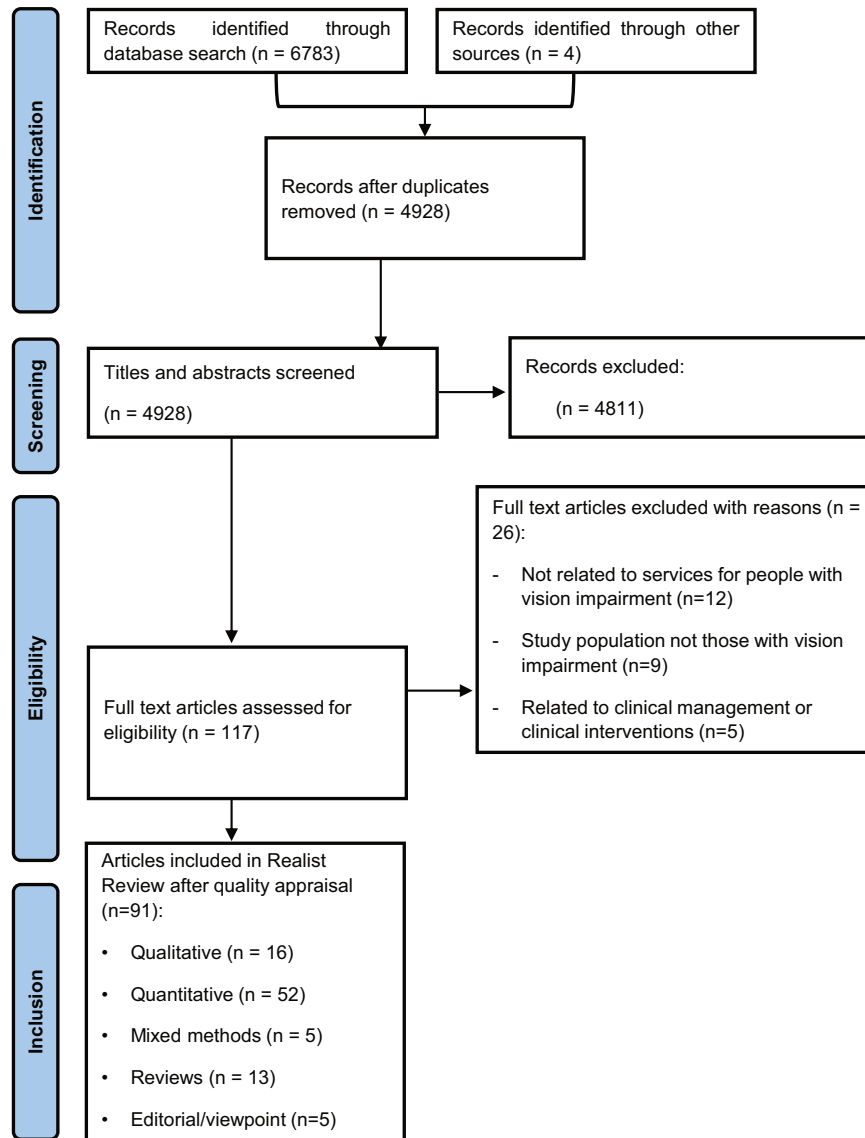 Identification
Records identified through
database search (n = 6783)
Records identified through other
sources (n = 4)
Records after duplicates
removed (n = 4928)
Screening
Titles and abstracts screened
(n = 4928)
Records excluded:
(n = 4811)
Eligibility
Full text articles assessed for
eligibility (n = 117)
Full text articles excluded with reasons (n =
26):
- Not related to services for people with
vision impairment (n=12)
- Study population not those with vision
impairment (n=9)
- Related to clinical management or
clinical interventions (n=5)
Inclusion
Articles included in Realist
Review after quality appraisal
(n=91):
• Qualitative (n = 16)
• Quantitative (n = 52)
• Mixed methods (n = 5)
• Reviews (n = 13)
• Editorial/viewpoint (n=5)